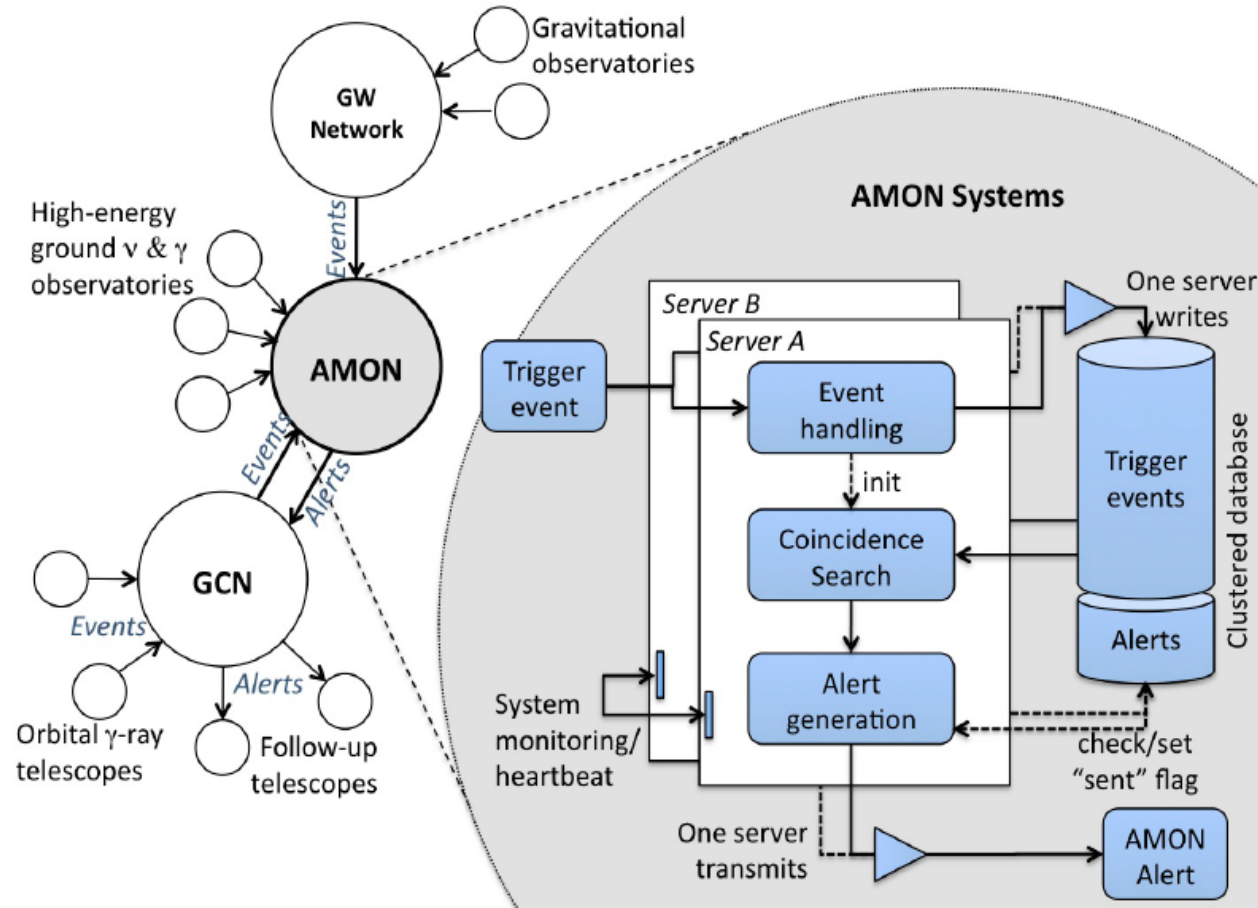 Gravitational
observatories
GW
Network
Events
High-energy
ground ν & γ
observatories
AMON
Events
Alerts
GCN
Events
Alerts
Orbital γ-ray
telescopes
Follow-up
telescopes
AMON Systems
Server B
Server A
One server
writes
Trigger
event
Event
handling
init
Coincidence
Search
Alert
generation
Trigger
events
Alerts
Clustered database
System
monitoring/
heartbeat
check/set
“sent” flag
One server
transmits
AMON
Alert